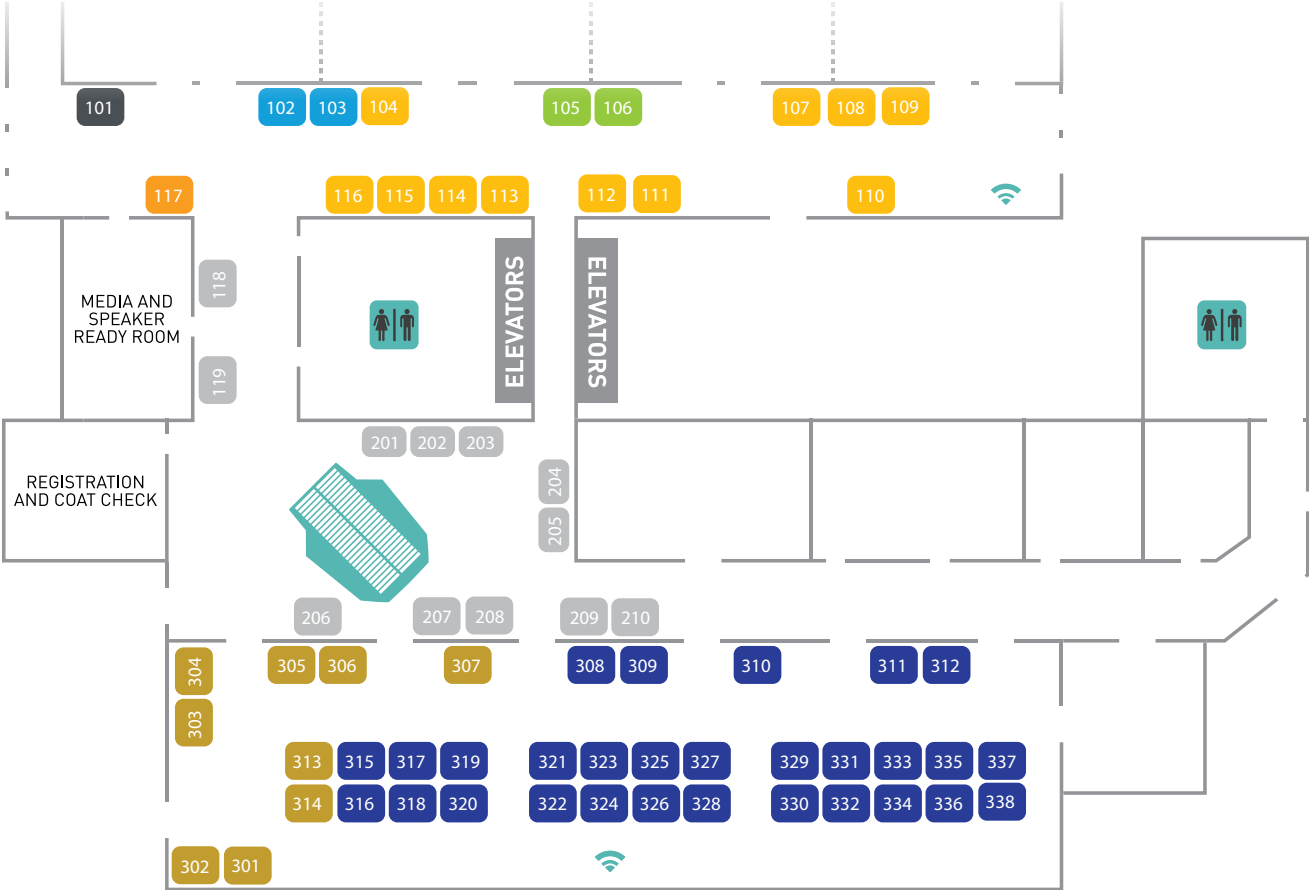 101
102 103 104
105 106
107 108 109
117
116 115 114 113
112 111
110
118
119
MEDIA AND
SPEAKER
READY ROOM
ELEVATORS
ELEVATORS
REGISTRATION
AND COAT CHECK
201 202 203
204
205
206
207 208
209 210
304
303
305 306
307
308 309
310
311 312
313 315 317 319
314 316 318 320
321 323 325 327
322 324 326 328
329 331 333 335 337
330 332 334 336 338
302 301